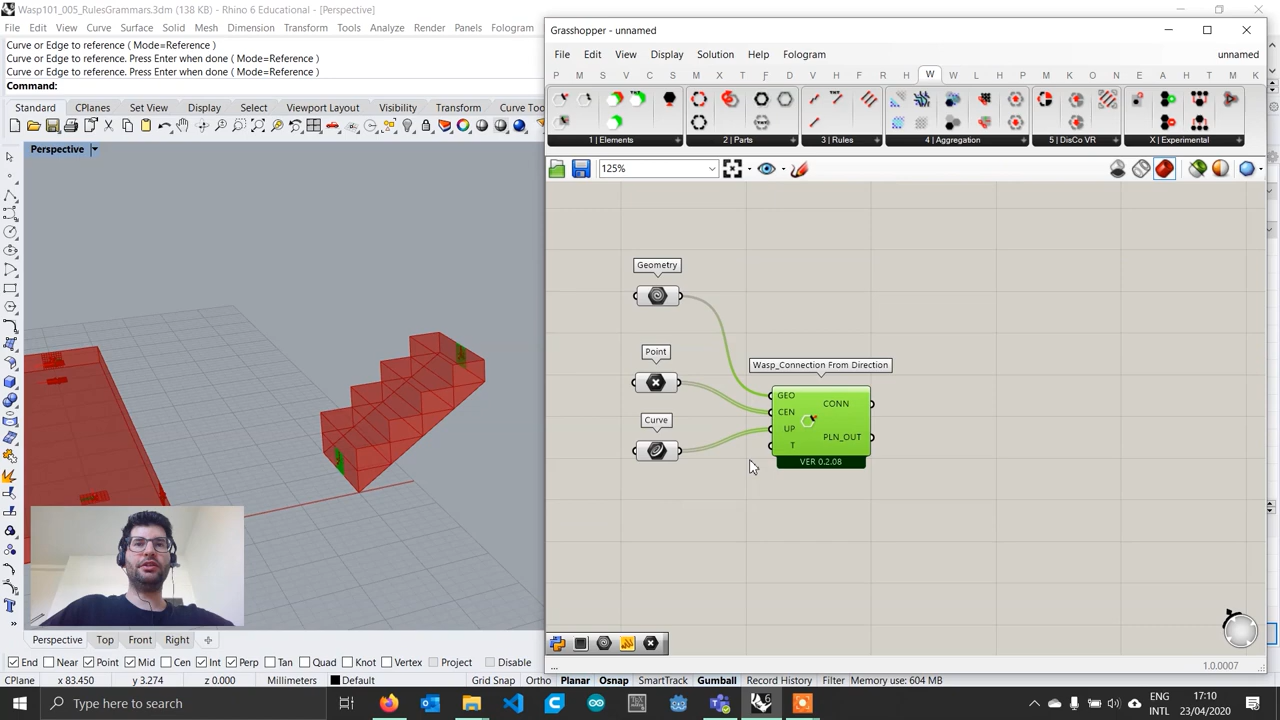 Wasp101_005_RulesGrammars.3dm (138 KB) - Rhino 6 Educational - [Perspective]
File Edit View Curve Surface Solid Mesh Dimension Transform Tools Analyze Render Panels Fologram
Curve or Edge to reference ( Mode=Reference )
Curve or Edge to reference. Press Enter when done ( Mode=Reference )
Curve or Edge to reference. Press Enter when done ( Mode=Reference )
Command:
Standard CPlanes Set View Display Select Viewport Layout Visibility Transform Curve Too
Perspective
Grasshopper - unnamed
File Edit View Display Solution Help Fologram unnamed
P M S V C S M X T F D V H F R W W L M E X A H T M K
1 | Elements 2 | Parts 3 | Rules 4 | Aggregation 5 | DisCo VR X | Experimental
125%
Geometry
Point
Wasp_Connection From Direction
GEO
CEN
UP
T
CONN
PLN_OUT
VER 0.2.08
Curve
... 1.0.0007
Perspective Top Front Right
End Near Point Mid Cen Int Perp Tan Quad Knot Vertex Project Disable
CPlane x 83.450 y 3.274 z 0.000 Millimeters Default Grid Snap Ortho Planar Osnap SmartTrack Gumball Record History Filter Memory use: 604 MB
Type here to search
ENG
INTL
17:10
23/04/2020